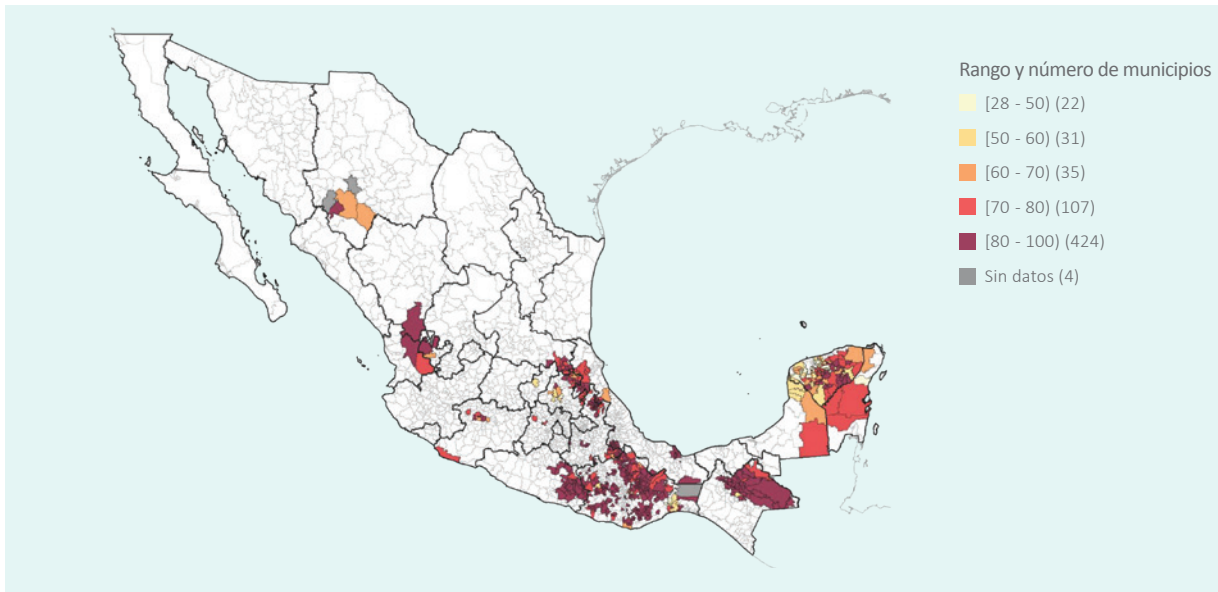 Rango y número de municipios
[28 - 50) (22)
[50 - 60) (31)
[60 - 70) (35)
[70 - 80) (107)
[80 - 100) (424)
Sin datos (4)